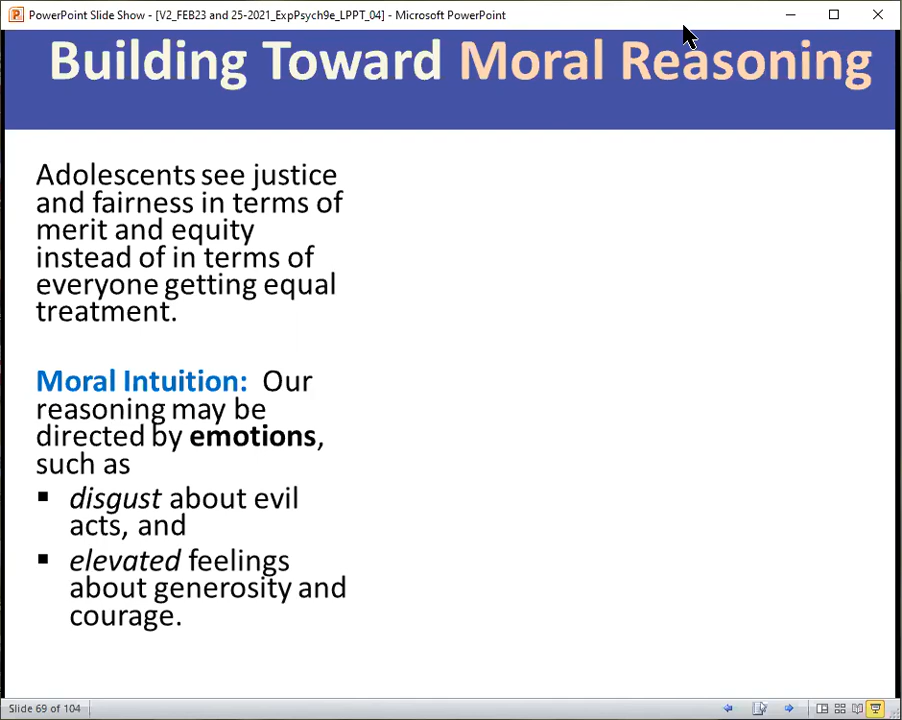 PowerPoint Slide Show - [V2_FEB23 and 25-2021_ExpPsych9e_LPPT_04] - Microsoft PowerPoint
Building Toward Moral Reasoning
Adolescents see justice
and fairness in terms of
merit and equity
instead of in terms of
everyone getting equal
treatment.
Moral Intuition: Our
reasoning may be
directed by emotions,
such as
▪ disgust about evil
acts, and
▪ elevated feelings
about generosity and
courage.
Slide 69 of 104